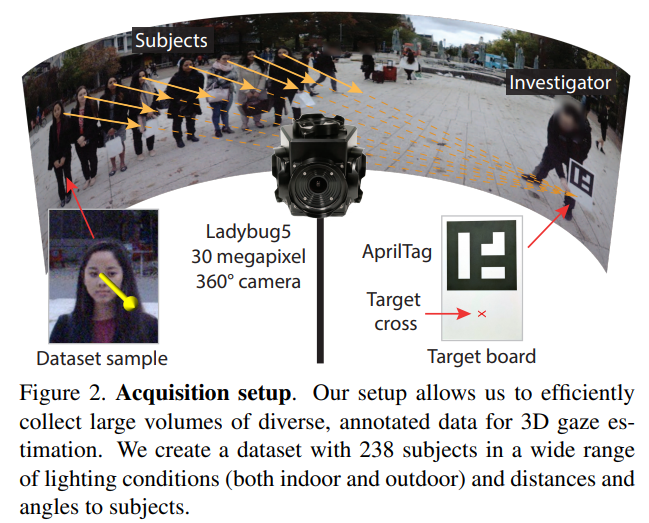 Subjects
Investigator
Ladybug5
30 megapixel
360° camera
AprilTag
Target
cross
Dataset sample
Target board
Figure 2. Acquisition setup. Our setup allows us to efficiently
collect large volumes of diverse, annotated data for 3D gaze es-
timation. We create a dataset with 238 subjects in a wide range
of lighting conditions (both indoor and outdoor) and distances and
angles to subjects.